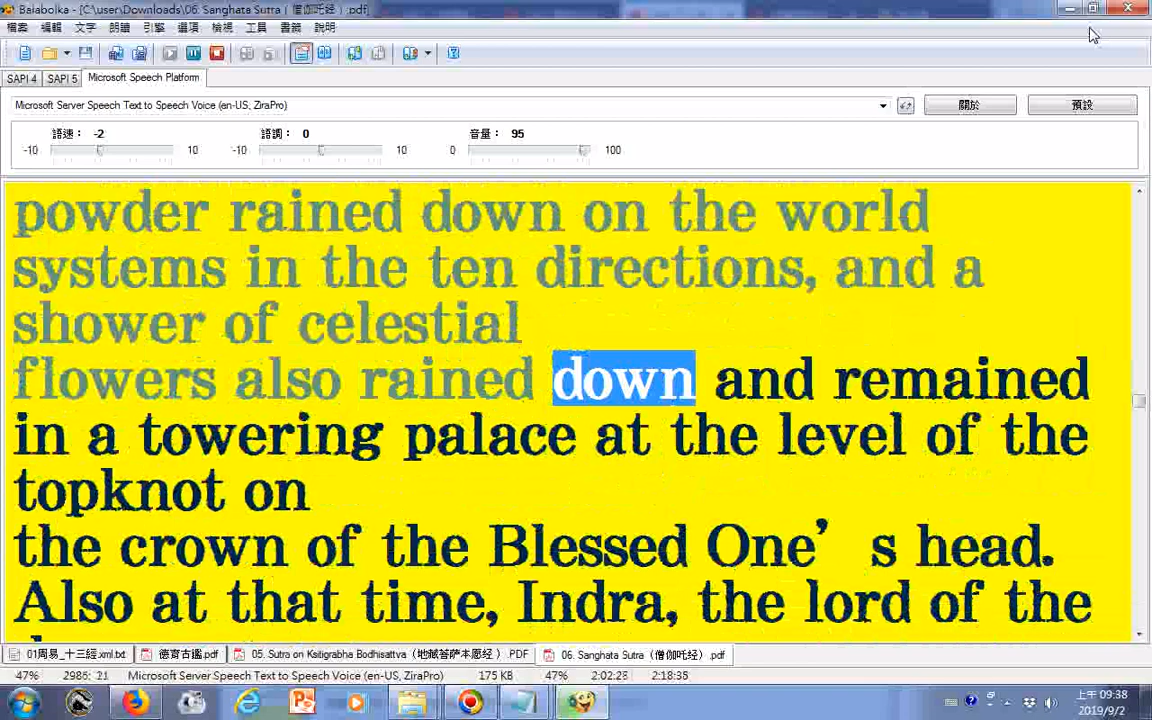 Balabolka - [C:\user\Downloads\06. Sanghata Sutra（僧伽吒经）.pdf]
檔案 編輯 文字 朗讀 引擎 選項 檢視 工具 書籤 說明
SAPI 4 SAPI 5 Microsoft Speech Platform
Microsoft Server Speech Text to Speech Voice (en-US, ZiraPro) 關於 預設
語速： -2 語調： 0 音量： 95
-10 10 -10 10 0 100
powder rained down on the world
systems in the ten directions, and a
shower of celestial
flowers also rained down and remained
in a towering palace at the level of the
topknot on
the crown of the Blessed One’s head.
Also at that time, Indra, the lord of the
01周易_十三經.xml.txt 德育古鑑.pdf 05. Sutra on Ksitigrabha Bodhisattva（地藏菩萨本愿经）.PDF 06. Sanghata Sutra（僧伽吒经）.pdf
47% 2986: 21 Microsoft Server Speech Text to Speech Voice (en-US, ZiraPro) 175 KB 47% 2:02:28 2:18:35
上午 09:38
2019/9/2